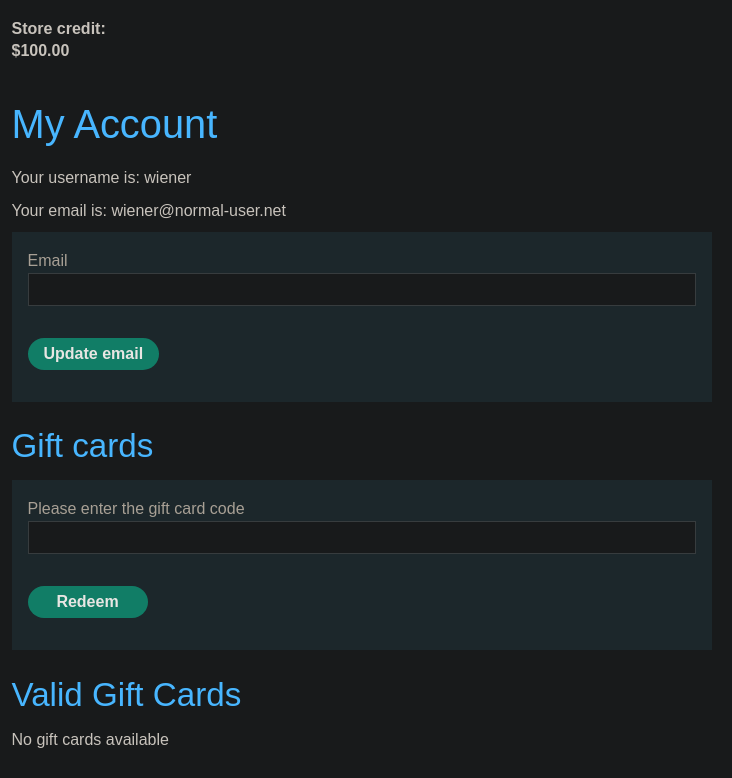 Store credit:
$100.00
My Account
Your username is: wiener
Your email is: wiener@normal-user.net
Email
Update email
Gift cards
Please enter the gift card code
Redeem
Valid Gift Cards
No gift cards available